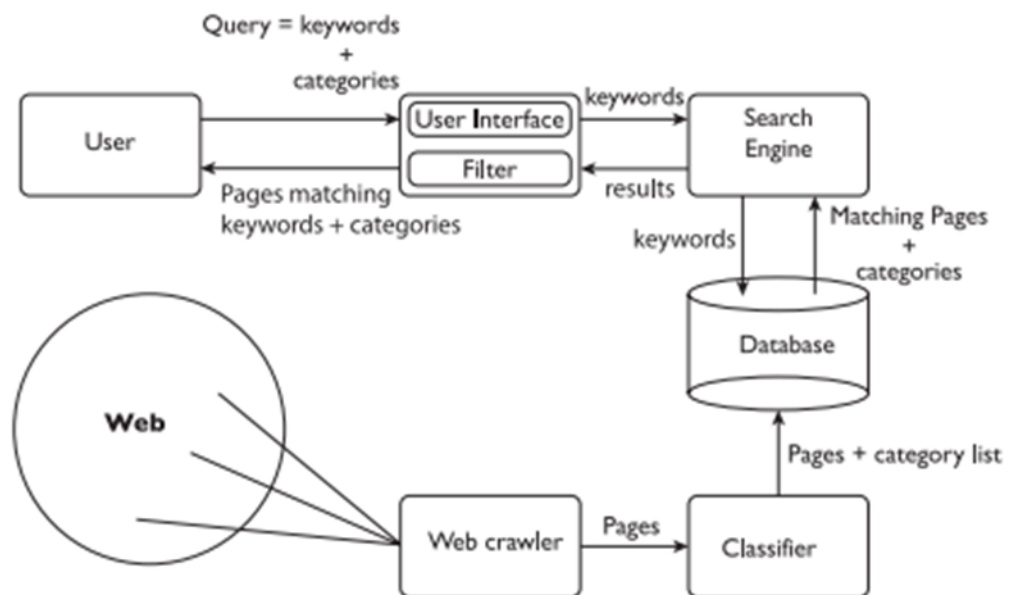 Query = keywords
+
categories
User
User Interface
Filter
keywords
results
Search
Engine
Pages matching
keywords + categories
keywords
Matching Pages
+
categories
Database
Web
Pages + category list
Web crawler
Pages
Classifier